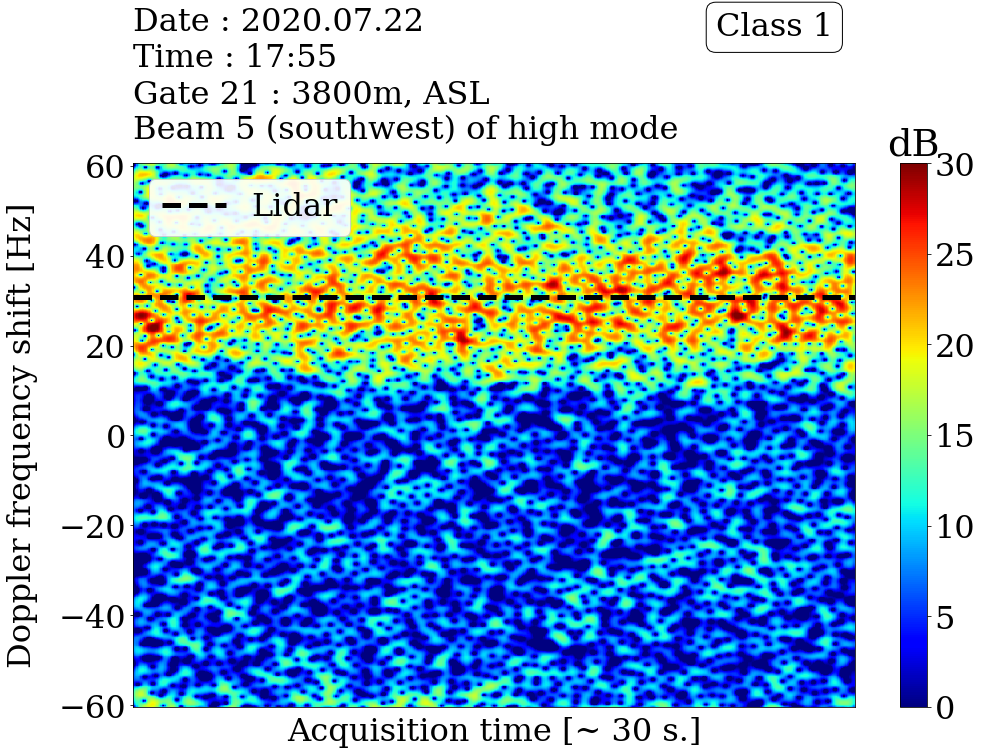 Date : 2020.07.22
Time : 17:55
Gate 21 : 3800m, ASL
Beam 5 (southwest) of high mode
Class 1
dB
Lidar
Doppler frequency shift [Hz]
60
40
20
0
−20
−40
−60
Acquisition time [~ 30 s.]
30
25
20
15
10
5
0